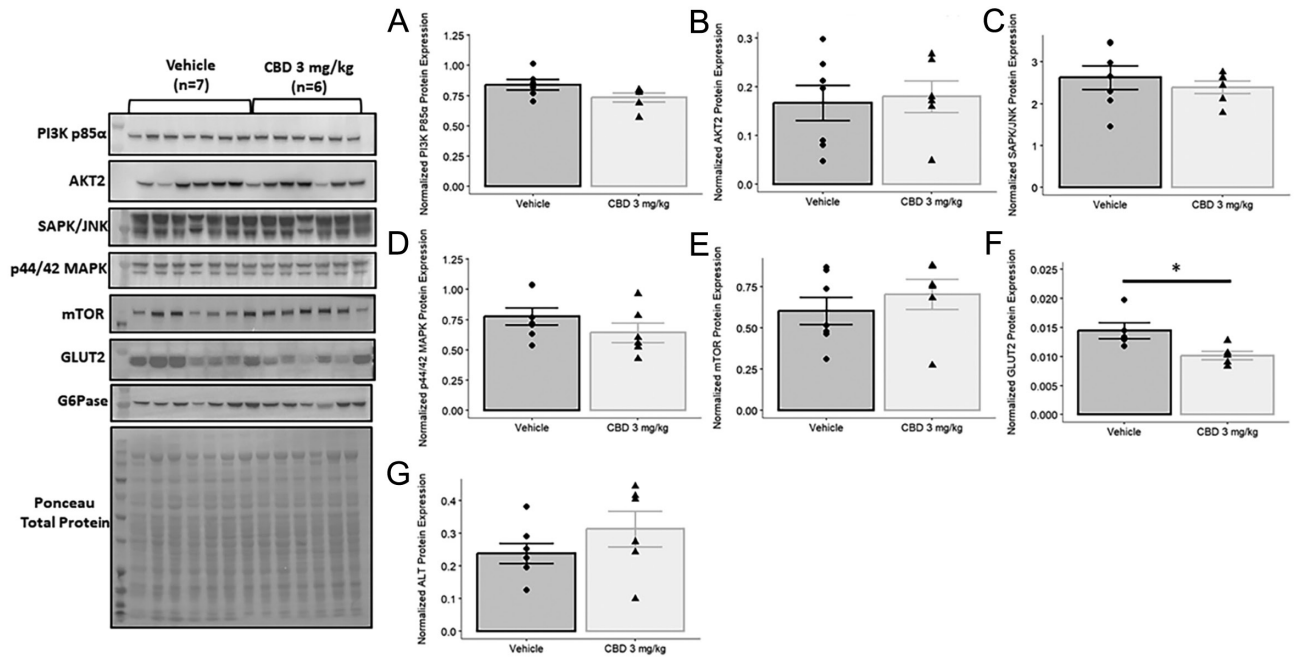 Vehicle
(n=7)
CBD 3 mg/kg
(n=6)
PI3K p85α
AKT2
SAPK/JNK
p44/42 MAPK
mTOR
GLUT2
G6Pase
Ponceau
Total Protein
A
Normalized PI3K P85α Protein Expression
1.25
1.00
0.75
0.50
0.25
0.00
Vehicle
CBD 3 mg/kg
B
Normalized AKT2 Protein Expression
0.3
0.2
0.1
0.0
Vehicle
CBD 3 mg/kg
C
Normalized SAPK/JNK Protein Expression
3
2
1
0
Vehicle
CBD 3 mg/kg
D
Normalized p44/42 MAPK Protein Expression
1.25
1.00
0.75
0.50
0.25
0.00
Vehicle
CBD 3 mg/kg
E
Normalized mTOR Protein Expression
0.75
0.50
0.25
0.00
Vehicle
CBD 3 mg/kg
F
Normalized GLUT2 Protein Expression
0.025
0.020
0.015
0.010
0.005
0.000
*
Vehicle
CBD 3 mg/kg
G
Normalized ALT Protein Expression
0.4
0.3
0.2
0.1
0.0
Vehicle
CBD 3 mg/kg